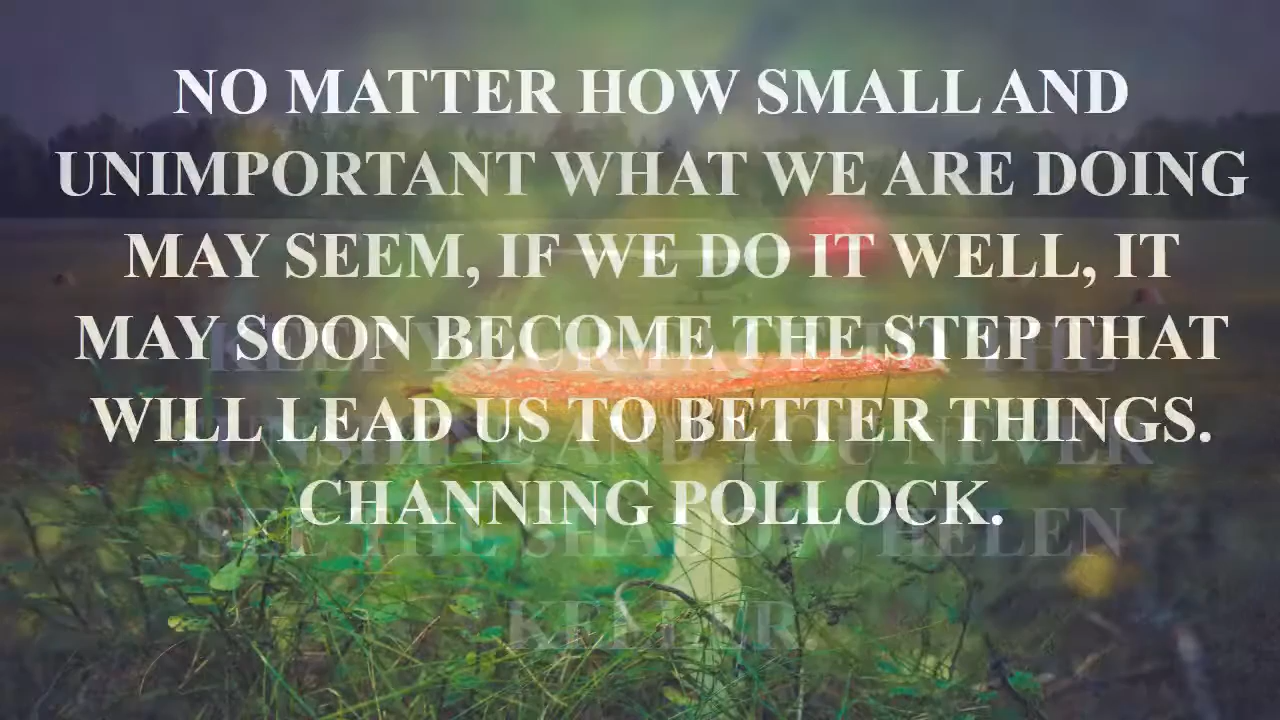 NO MATTER HOW SMALL AND
UNIMPORTANT WHAT WE ARE DOING
MAY SEEM, IF WE DO IT WELL, IT
MAY SOON BECOME THE STEP THAT
WILL LEAD US TO BETTER THINGS.
CHANNING POLLOCK.
KEEP YOUR FACE TO THE
SUNSHINE AND YOU NEVER
SEE THE SHADOW. HELEN
KELLER.